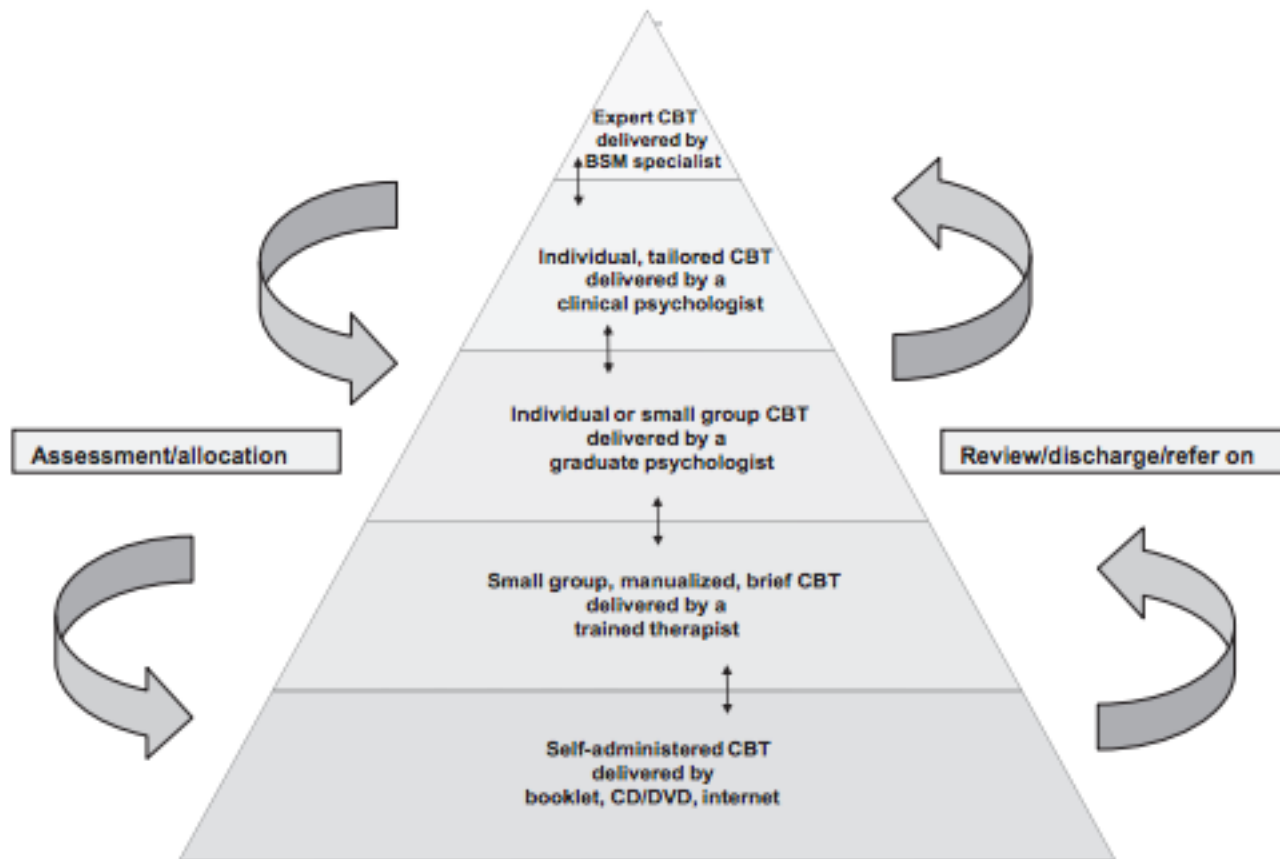 Expert CBT
delivered by
BSM specialist
Individual, tailored CBT
delivered by a
clinical psychologist
Individual or small group CBT
delivered by a
graduate psychologist
Assessment/allocation
Review/discharge/refer on
Small group, manualized, brief CBT
delivered by a
trained therapist
Self-administered CBT
delivered by
booklet, CD/DVD, internet